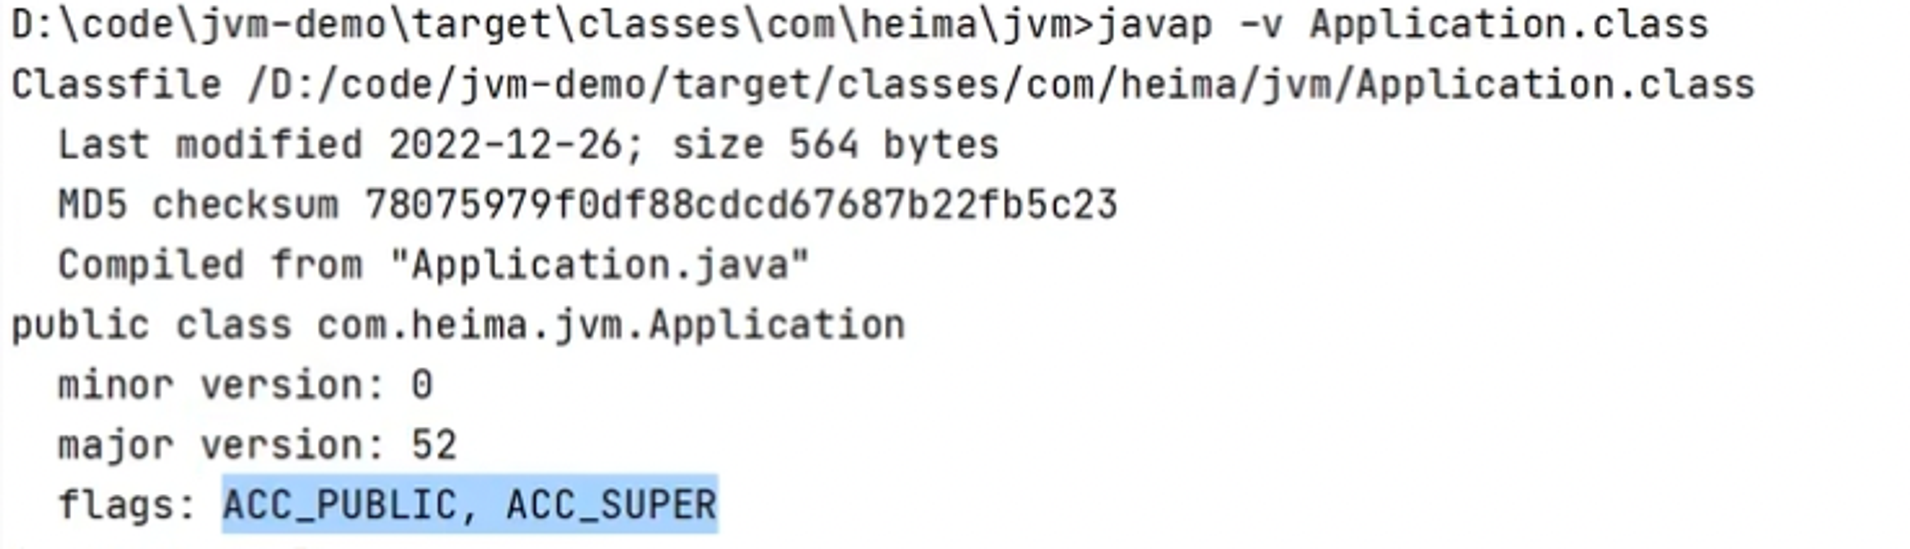 D:\code\jvm-demo\target\classes\com\heima\jvm>javap -v Application.class
Classfile /D:/code/jvm-demo/target/classes/com/heima/jvm/Application.class
Last modified 2022-12-26; size 564 bytes
MD5 checksum 78075979f0df88cdcd67687b22fb5c23
Compiled from "Application.java"
public class com.heima.jvm.Application
minor version: 0
major version: 52
flags: ACC_PUBLIC, ACC_SUPER